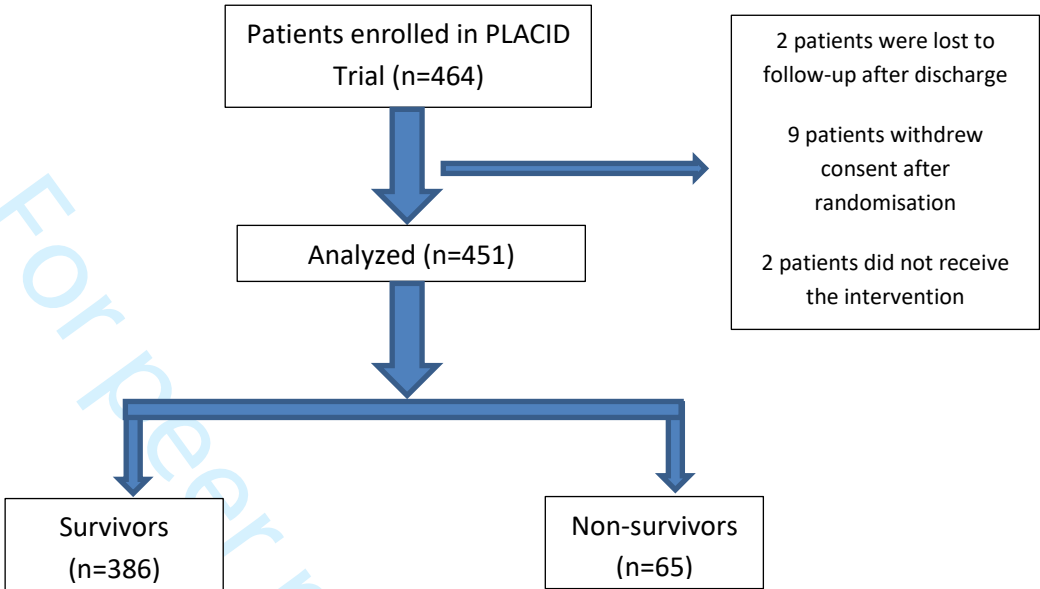 Patients enrolled in PLACID
Trial (n=464)
2 patients were lost to
follow-up after discharge
9 patients withdrew
consent after
randomisation
2 patients did not receive
the intervention
Analyzed (n=451)
Survivors
(n=386)
Non-survivors
(n=65)
For peer r